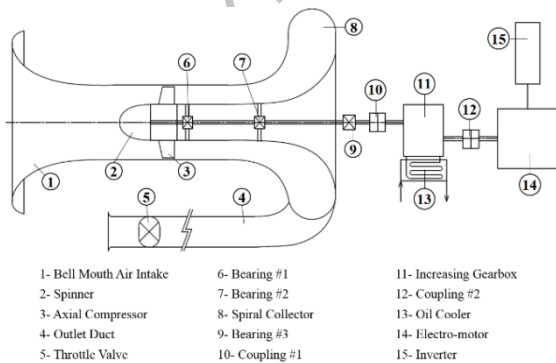 8
15
6
7
10
11
12
9
1
2
3
5
4
13
14
1- Bell Mouth Air Intake
2- Spinner
3- Axial Compressor
4- Outlet Duct
5- Throttle Valve
6- Bearing #1
7- Bearing #2
8- Spiral Collector
9- Bearing #3
10- Coupling #1
11- Increasing Gearbox
12- Coupling #2
13- Oil Cooler
14- Electro-motor
15- Inverter